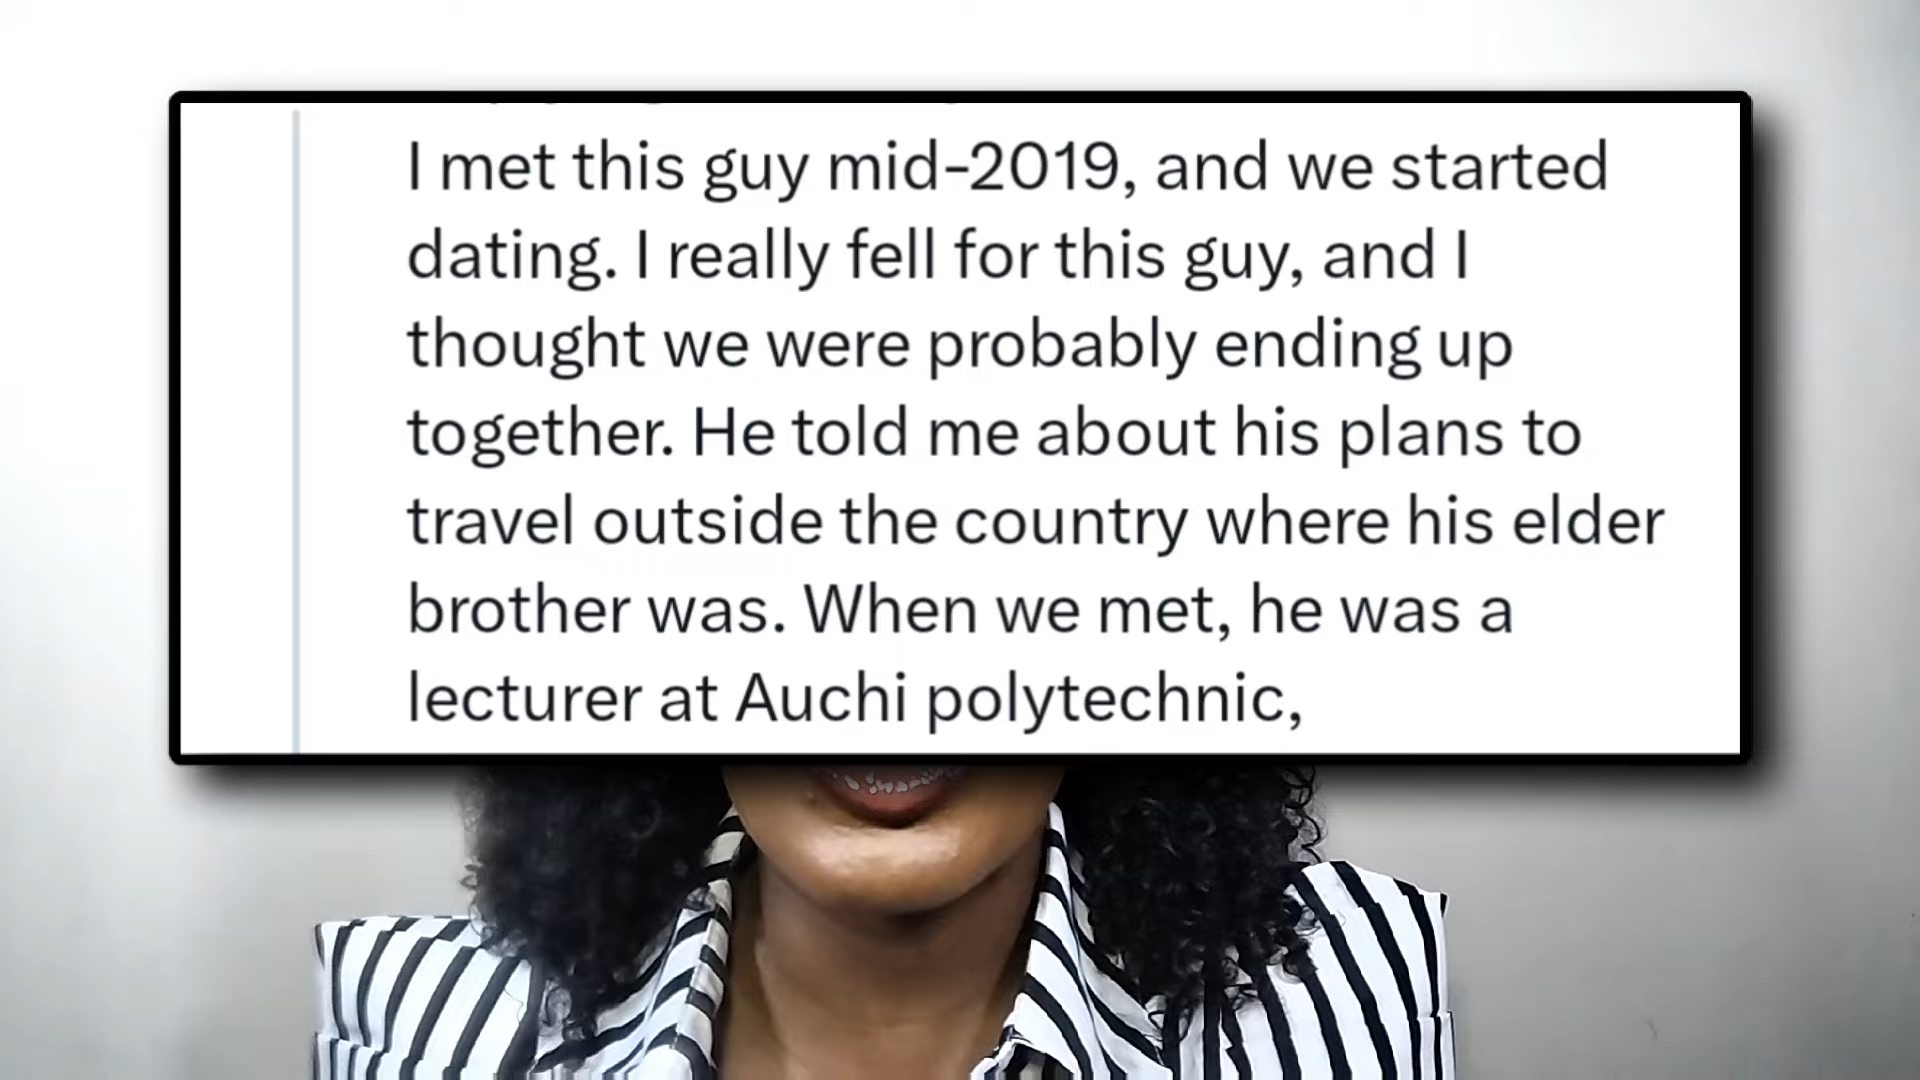 I met this guy mid-2019, and we started
dating. I really fell for this guy, and I
thought we were probably ending up
together. He told me about his plans to
travel outside the country where his elder
brother was. When we met, he was a
lecturer at Auchi polytechnic,